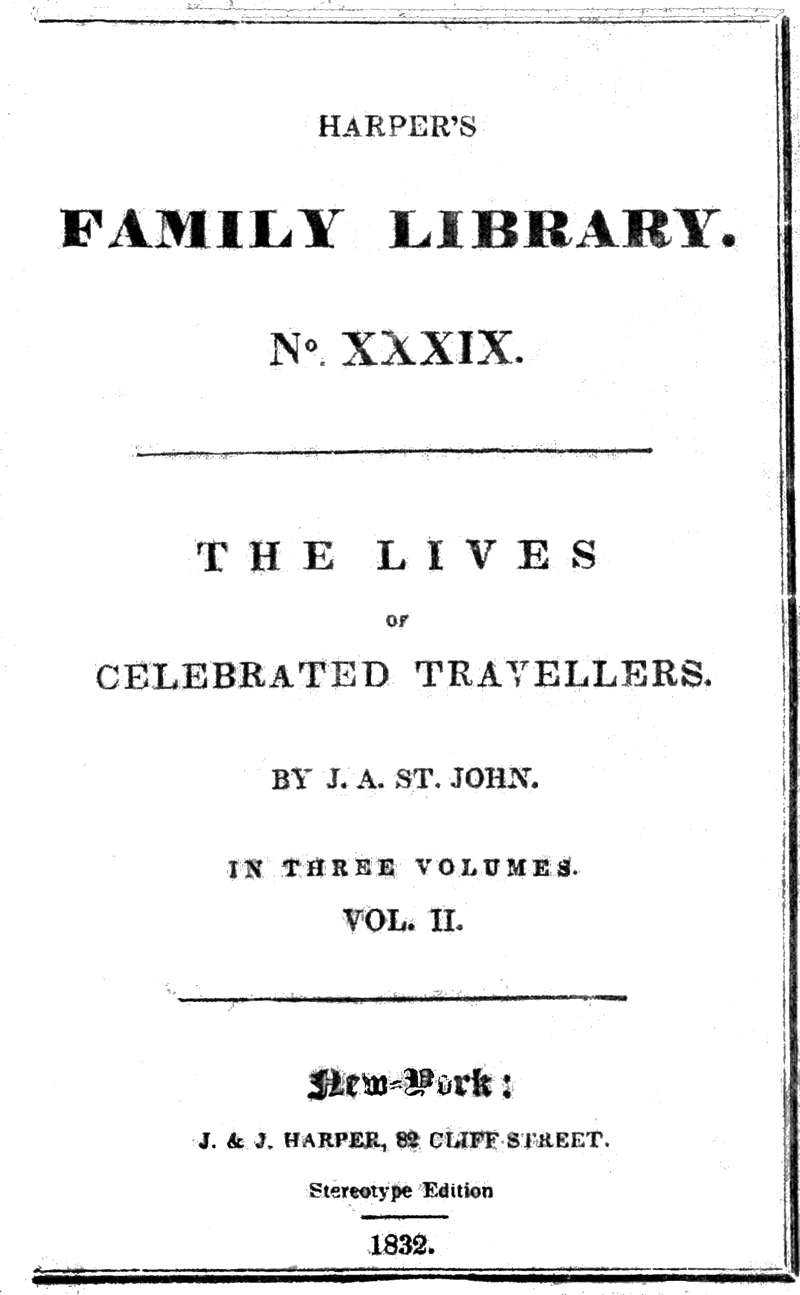 HARPER'S
FAMILY LIBRARY.
Nº. XXXIX.
THE LIVES
OF
CELEBRATED TRAVELLERS.
BY J. A. ST. JOHN.
IN THREE VOLUMES.
VOL. II.
New-York:
J. & J. HARPER, 82 CLIFF-STREET.
Stereotype Edition
1832.